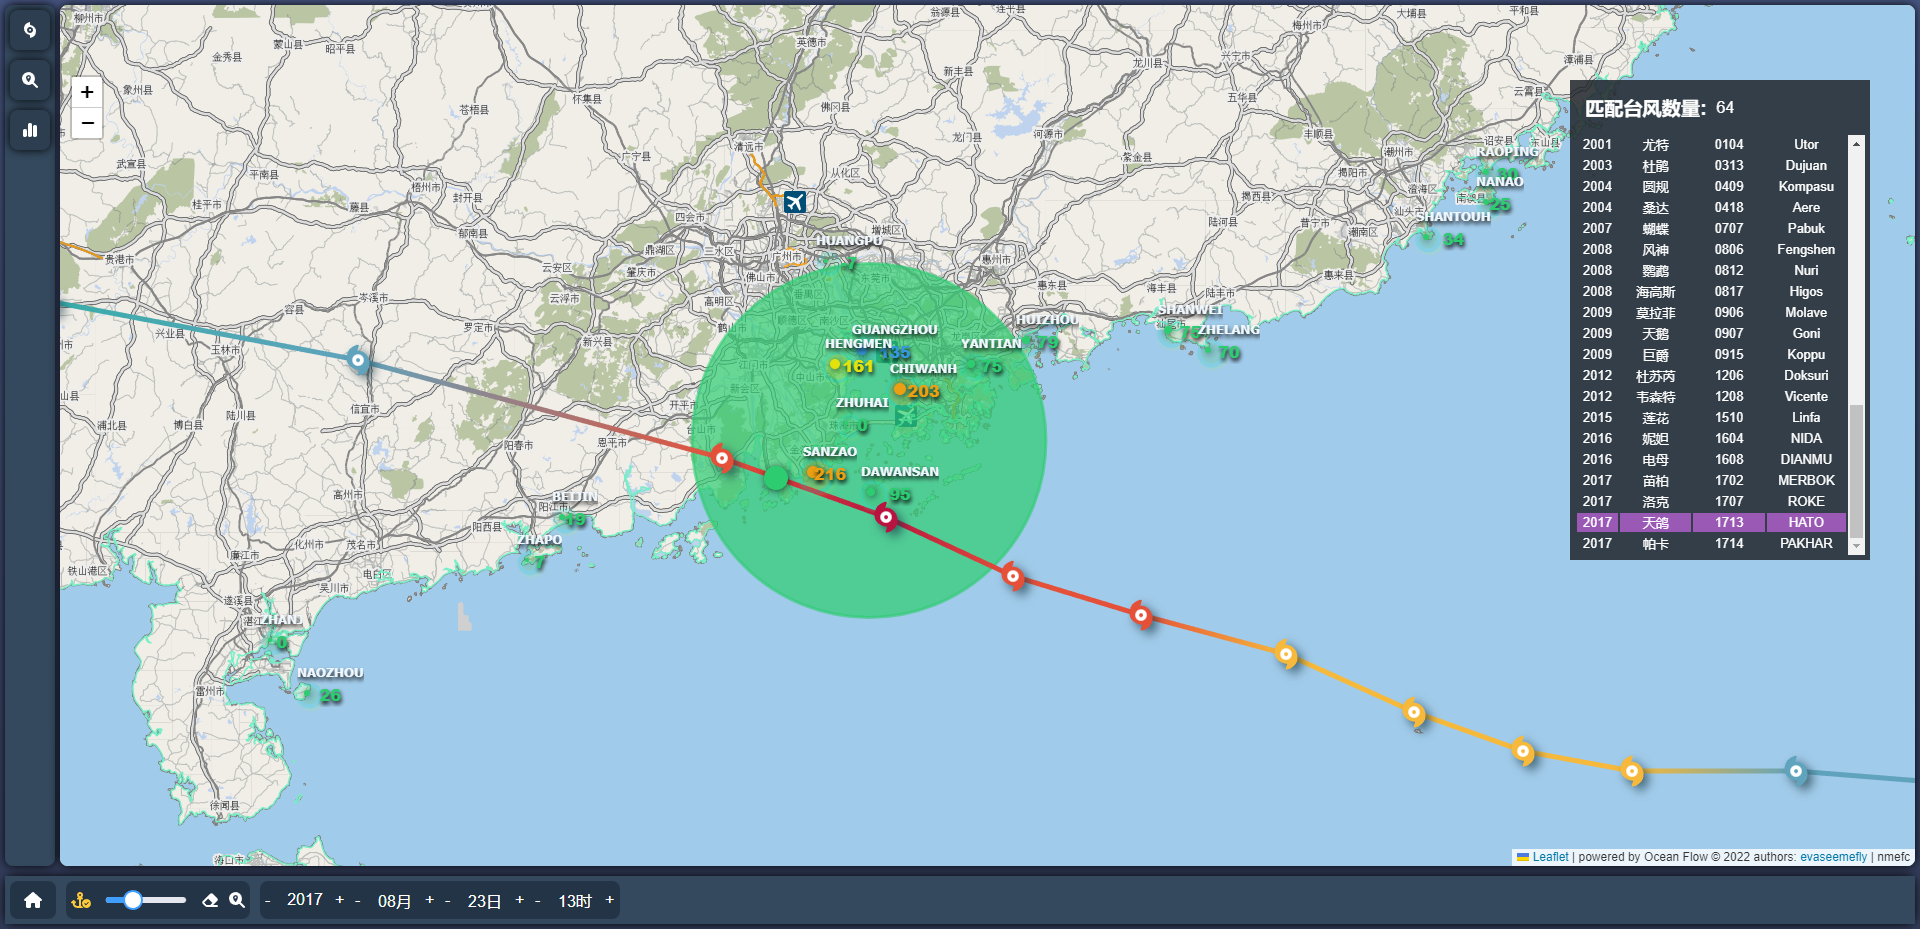 柳州市
金秀县
蒙山县
昭平县
翁源县
连平县
大埔县
平和县
梅州市
兴宁市
漳浦县
英德市
龙川县
新丰县
象州县
苍梧县
怀集县
佛冈县
五华县
云霄县
河源市
丰顺县
龙门县
诏安县
东山县
清远市
潮州市
武宣县
平南县
广宁县
紫金县
从化区
揭阳市
桂平市
梧州市
封开县
藤县
四会市
增城区
揭西县
澄海区
南澳县
汕头市
陆河县
普宁市
潮南区
郁南县
鼎湖区
三水区
广州市
贵港市
云安区
肇庆市
佛山市
惠州市
惠来县
东莞市
惠东县
海丰县
陆丰市
容县
岑溪市
云浮市
高明区
番禺区
鹤山市
顺德区
南沙区
兴业县
玉林市
罗定市
新兴县
江门市
新会区
中山市
信宜市
开平市
陆川县
博白县
浦北县
阳春市
恩平市
台山市
珠海市
高州市
阳江市
阳西县
化州市
茂名市
廉江市
电白区
铁山港区
吴川市
遂溪县
雷州市
徐闻县
海口市
+
−
RAOPING
30
NANAO
25
SHANTOUH
34
HUANGPU
7
GUANGZHOU
135
HENGMEN
161
CHIWANH
203
YANTIAN
75
HUIZHOU
79
SHANWEI
76
ZHELANG
70
ZHUHAI
0
SANZAO
216
DAWANSAN
95
BEIJIN
19
ZHAPO
7
ZHANJ
0
NAOZHOU
26
匹配台风数量: 64
2001 尤特 0104 Utor
2003 杜鹃 0313 Dujuan
2004 圆规 0409 Kompasu
2004 桑达 0418 Aere
2007 蝴蝶 0707 Pabuk
2008 风神 0806 Fengshen
2008 鹦鹉 0812 Nuri
2008 海高斯 0817 Higos
2009 莫拉菲 0906 Molave
2009 天鹅 0907 Goni
2009 巨爵 0915 Koppu
2012 杜苏芮 1206 Doksuri
2012 韦森特 1208 Vicente
2015 莲花 1510 Linfa
2016 妮妲 1604 NIDA
2016 电母 1608 DIANMU
2017 苗柏 1702 MERBOK
2017 洛克 1707 ROKE
2017 天鸽 1713 HATO
2017 帕卡 1714 PAKHAR
Leaflet | powered by Ocean Flow © 2022 authors: evaseemefly | nmefc
- 2017 + - 08月 + - 23日 + - 13时 +